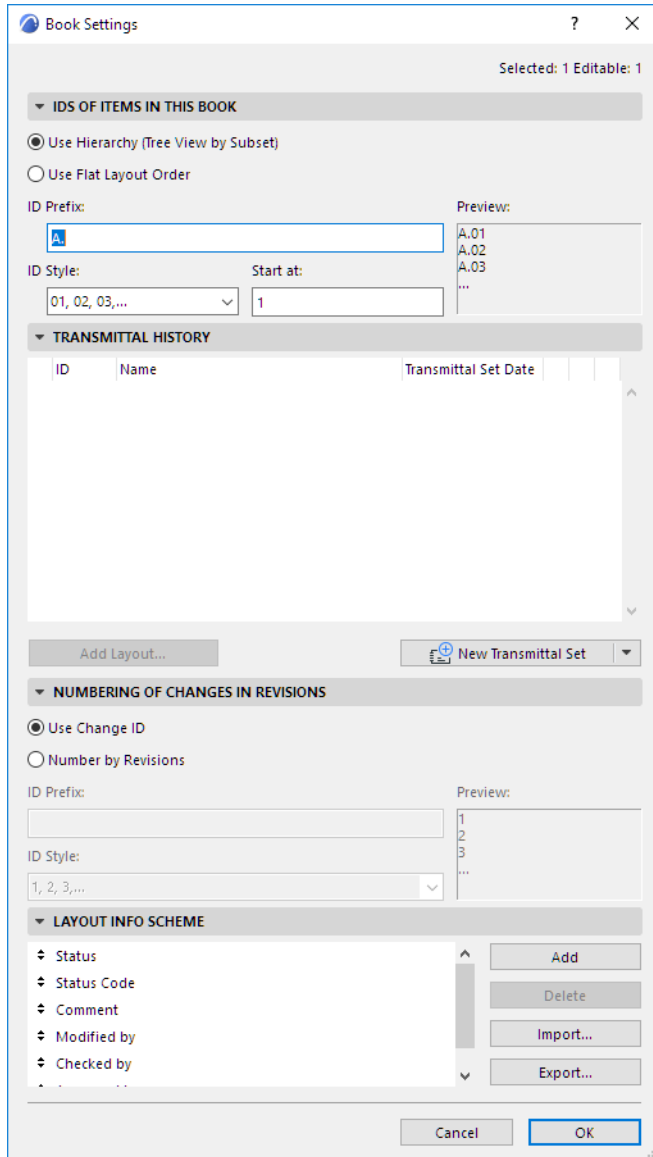 Book Settings ?
Selected: 1 Editable: 1
IDS OF ITEMS IN THIS BOOK
Use Hierarchy (Tree View by Subset)
Use Flat Layout Order
ID Prefix: Preview:
A.
A.01
A.02
A.03
...
ID Style: Start at:
01, 02, 03,... 1
TRANSMITTAL HISTORY
ID Name Transmittal Set Date
Add Layout... New Transmittal Set
NUMBERING OF CHANGES IN REVISIONS
Use Change ID
Number by Revisions
ID Prefix: Preview:
1
2
3
...
ID Style:
1, 2, 3,...
LAYOUT INFO SCHEME
Status Add
Status Code Delete
Comment
Modified by Import...
Checked by Export...
Cancel OK